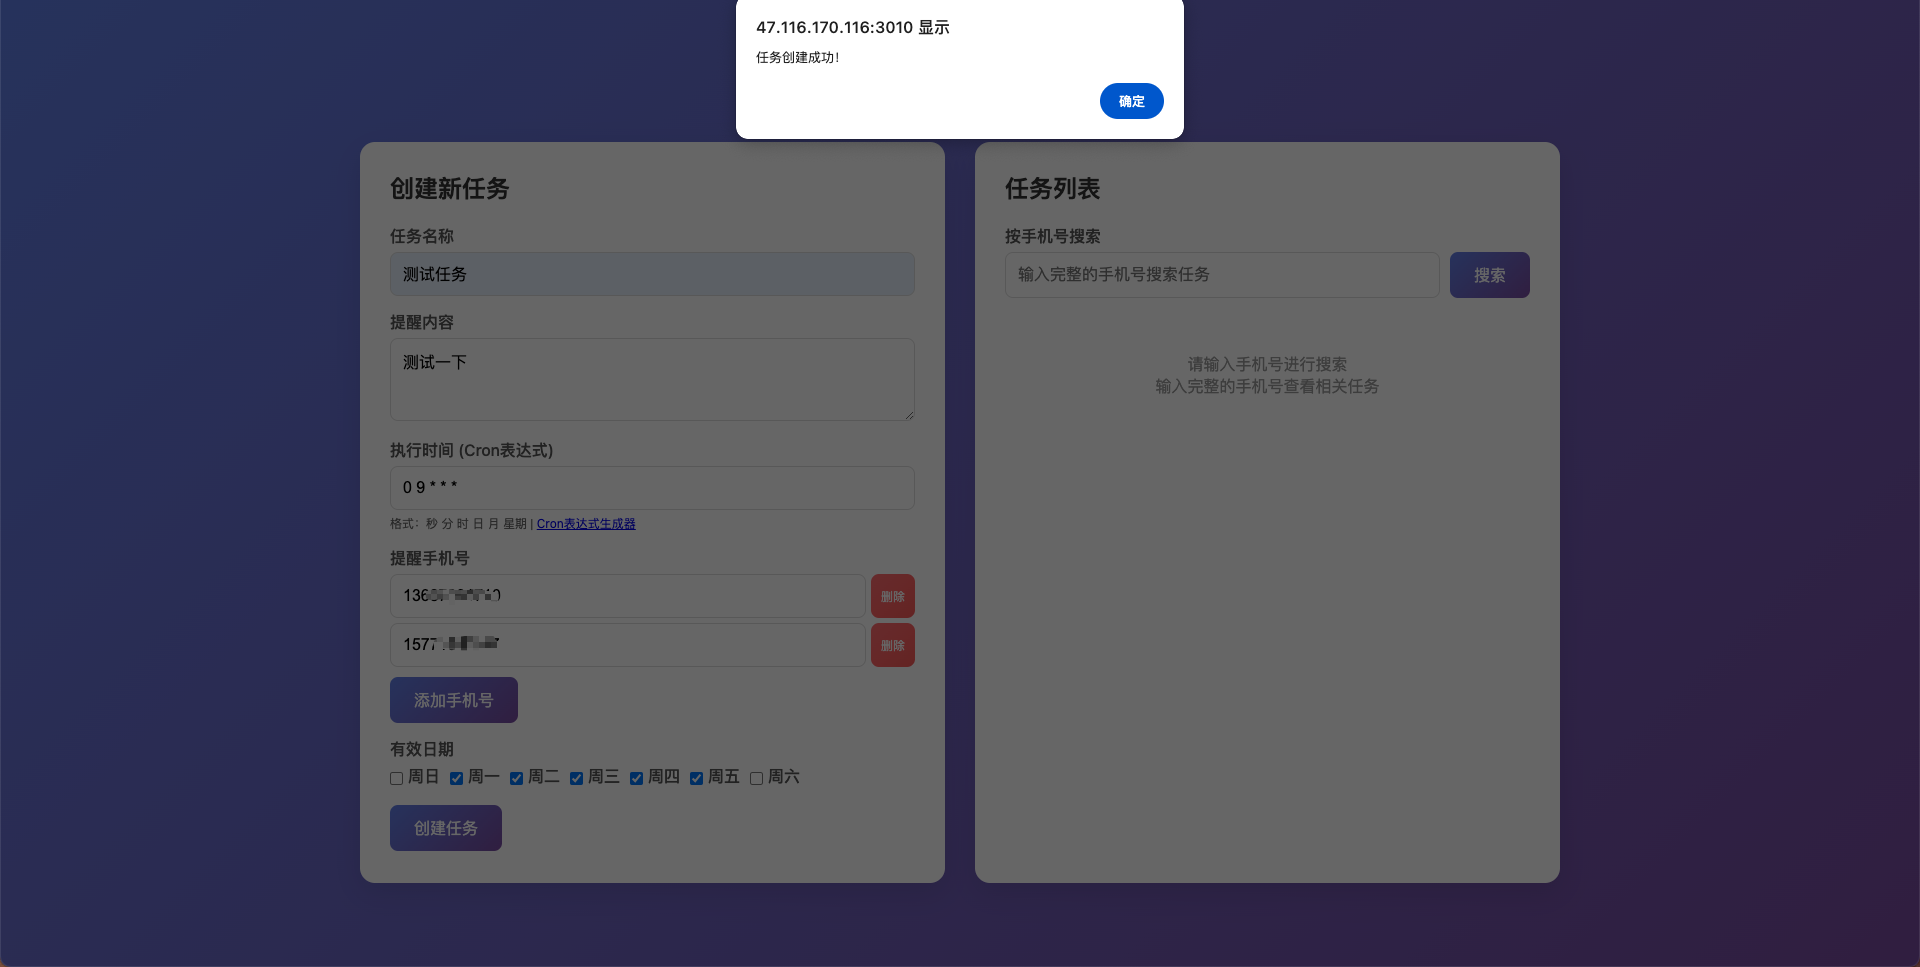 47.116.170.116:3010 显示
任务创建成功!
确定
创建新任务
任务名称
测试任务
提醒内容
测试一下
执行时间 (Cron表达式)
0 9 * * *
格式: 秒 分 时 日 月 星期 | Cron表达式生成器
提醒手机号
删除
删除
添加手机号
有效日期
周日 周一 周二 周三 周四 周五 周六
创建任务
任务列表
按手机号搜索
输入完整的手机号搜索任务
搜索
请输入手机号进行搜索
输入完整的手机号查看相关任务